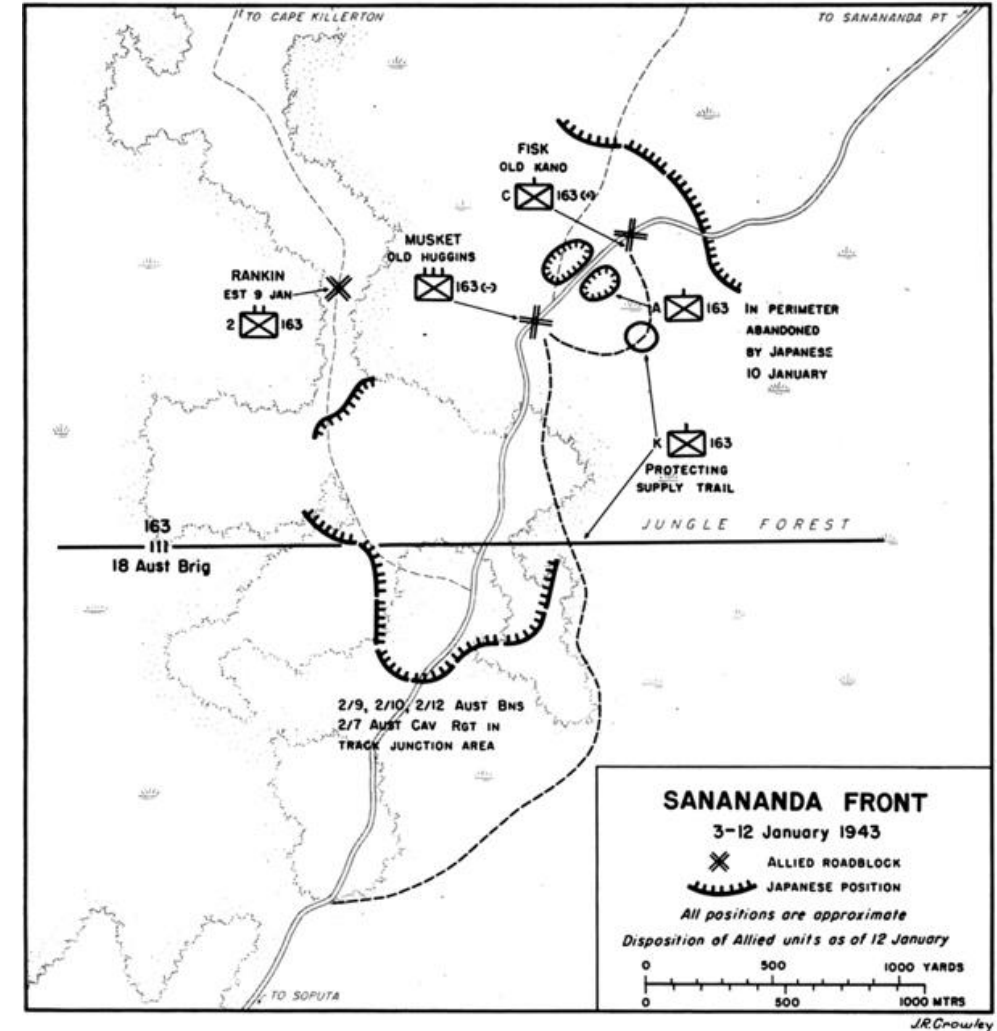 TO CAPE KILLERTON
TO SANANANDA PT
FISK
OLD KANO
C 163(+)
MUSKET
OLD HUGGINS
163(-)
RANKIN
EST 9 JAN
2 163
A 163
IN PERIMETER
ABANDONED
BY JAPANESE
10 JANUARY
K 163
PROTECTING
SUPPLY TRAIL
JUNGLE FOREST
163
18 Aust Brig
2/9, 2/10, 2/12 AUST BNS
2/7 AUST CAV RGT IN
TRACK JUNCTION AREA
TO SOPUTA
SANANANDA FRONT
3-12 January 1943
ALLIED ROADBLOCK
JAPANESE POSITION
All positions are approximate
Disposition of Allied units as of 12 January
0 500 1000 YARDS
0 500 1000 MTRS
J.R.Crowley